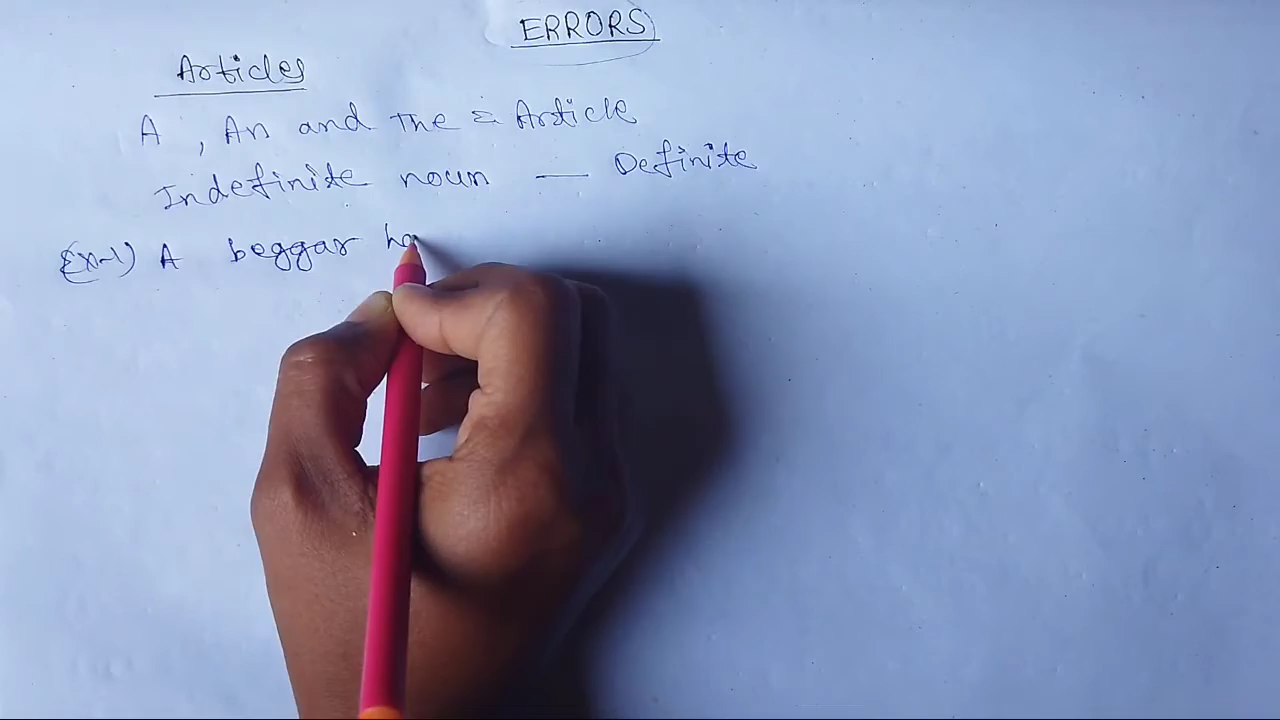 ERRORS
Articles
A , An and The = Article
Indefinite noun — Definite
Ex-1) A beggar